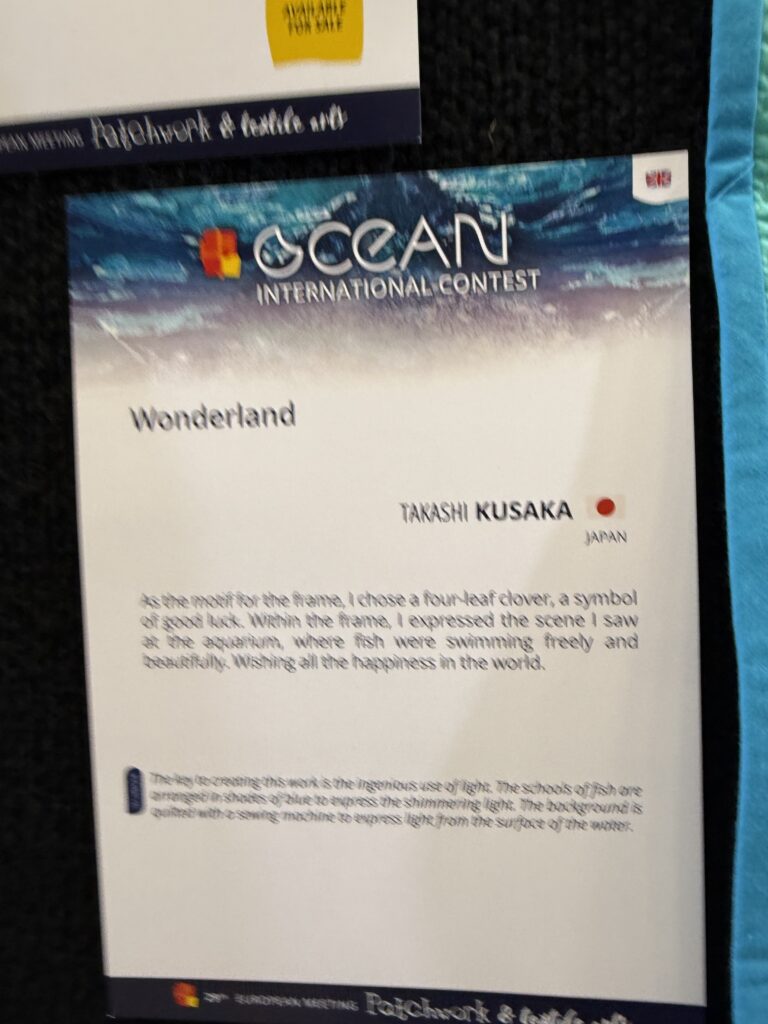 AVAILABLE
FOR SALE
EAN MEETING Patchwork & textile arts
OCEAN
INTERNATIONAL CONTEST
Wonderland
TAKASHI KUSAKA
JAPAN
As the motif for the frame, I chose a four-leaf clover, a symbol
of good luck. Within the frame, I expressed the scene I saw
at the aquarium, where fish were swimming freely and
beautifully. Wishing all the happiness in the world.
The key to creating this work is the ingenious use of light. The schools of fish are
arranged in shades of blue to express the shimmering light. The background is
quilted with a sewing machine to express light from the surface of the water.
EUROPEAN MEETING Patchwork & textile arts